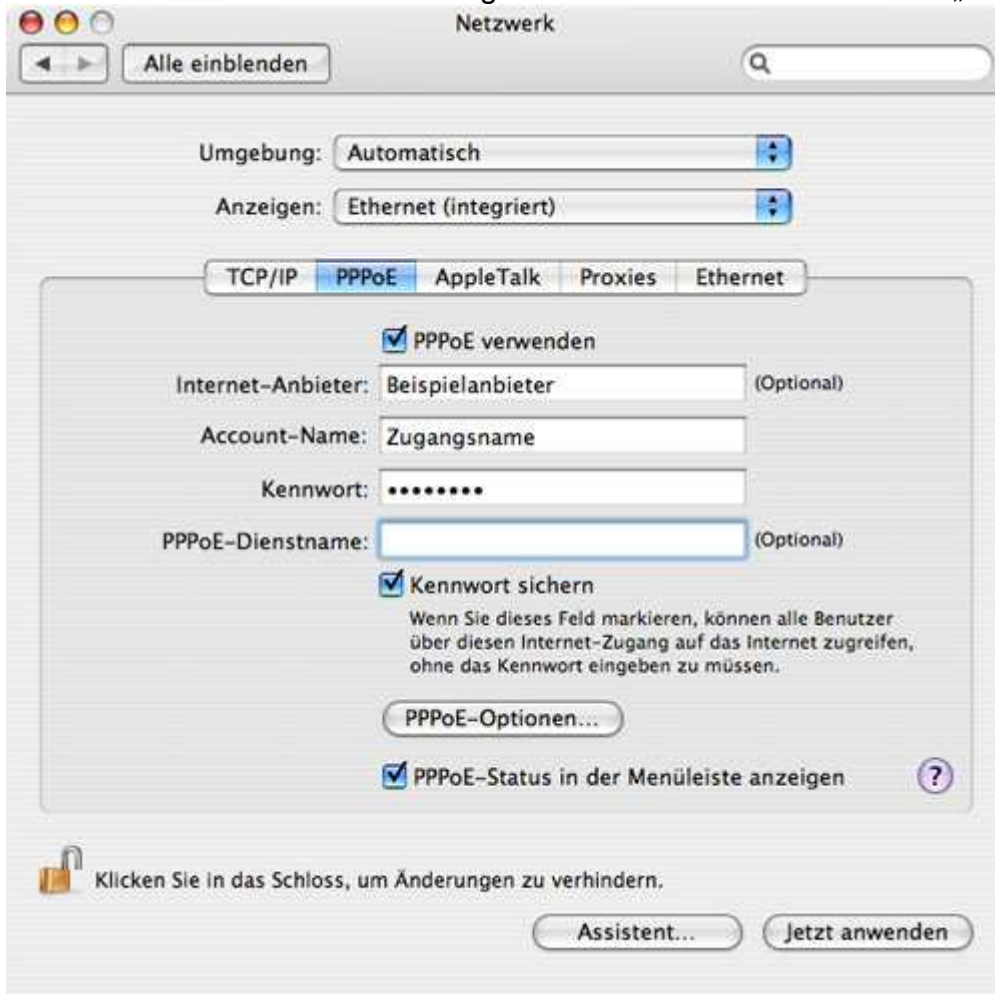 Netzwerk
Alle einblenden
Umgebung: Automatisch
Anzeigen: Ethernet (integriert)
TCP/IP PPPoE AppleTalk Proxies Ethernet
PPPoE verwenden
Internet-Anbieter: Beispielanbieter (Optional)
Account-Name: Zugangsname
Kennwort: ••••••••
PPPoE-Dienstname: (Optional)
Kennwort sichern
Wenn Sie dieses Feld markieren, können alle Benutzer
über diesen Internet-Zugang auf das Internet zugreifen,
ohne das Kennwort eingeben zu müssen.
PPPoE-Optionen...
PPPoE-Status in der Menüleiste anzeigen ?
Klicken Sie in das Schloss, um Änderungen zu verhindern.
Assistent... Jetzt anwenden